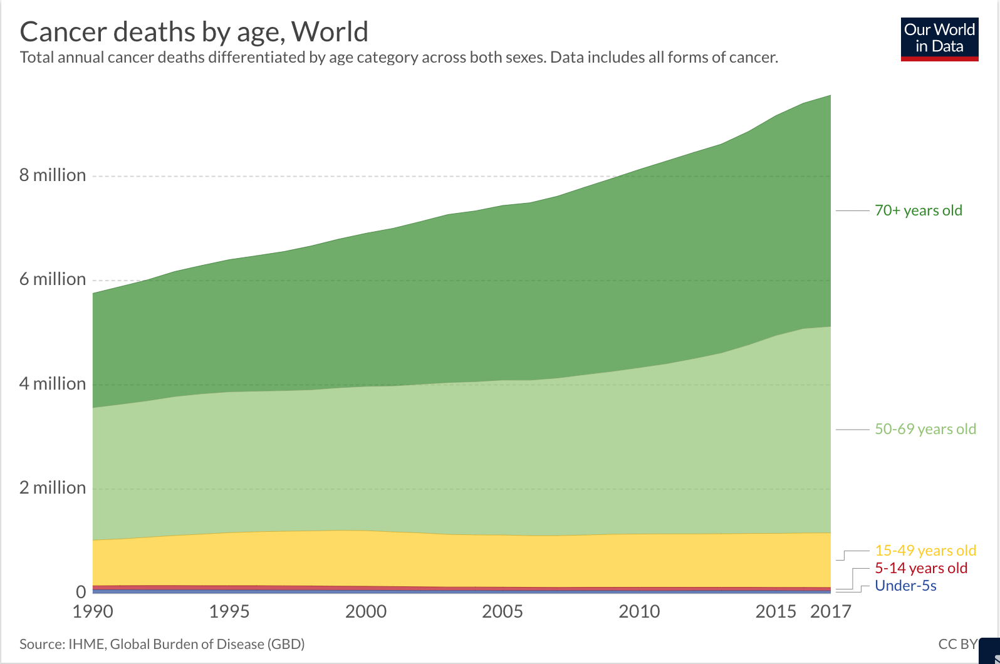 Cancer deaths by age, World
Total annual cancer deaths differentiated by age category across both sexes. Data includes all forms of cancer.
Our World
in Data
8 million
6 million
4 million
2 million
0
70+ years old
50-69 years old
15-49 years old
5-14 years old
Under-5s
1990
1995
2000
2005
2010
2015
2017
Source: IHME, Global Burden of Disease (GBD)
CC BY